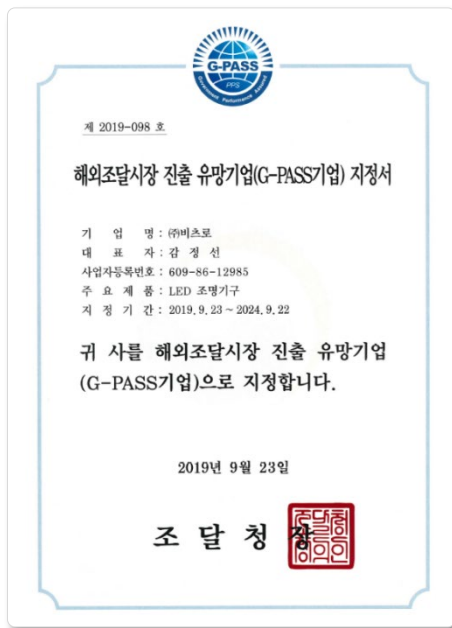 G-PASS
Government Performance Assured
PPS
제 2019-098 호
해외조달시장 진출 유망기업(G-PASS기업) 지정서
기 업 명 : ㈜비츠로
대 표 자 : 감 정 선
사업자등록번호 : 609-86-12985
주 요 제 품 : LED 조명기구
지 정 기 간 : 2019. 9. 23 ~ 2024. 9. 22
귀 사를 해외조달시장 진출 유망기업
(G-PASS기업)으로 지정합니다.
2019년 9월 23일
조 달 청 장